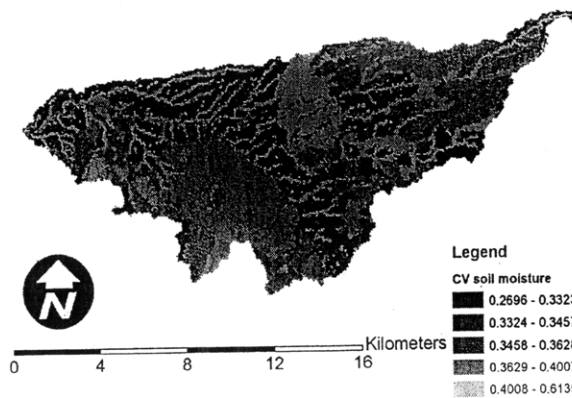 Legend
CV soil moisture
0.2696 - 0.3323
0.3324 - 0.3457
0.3458 - 0.3628
0.3629 - 0.4007
0.4008 - 0.613
N
Kilometers
0 4 8 12 16